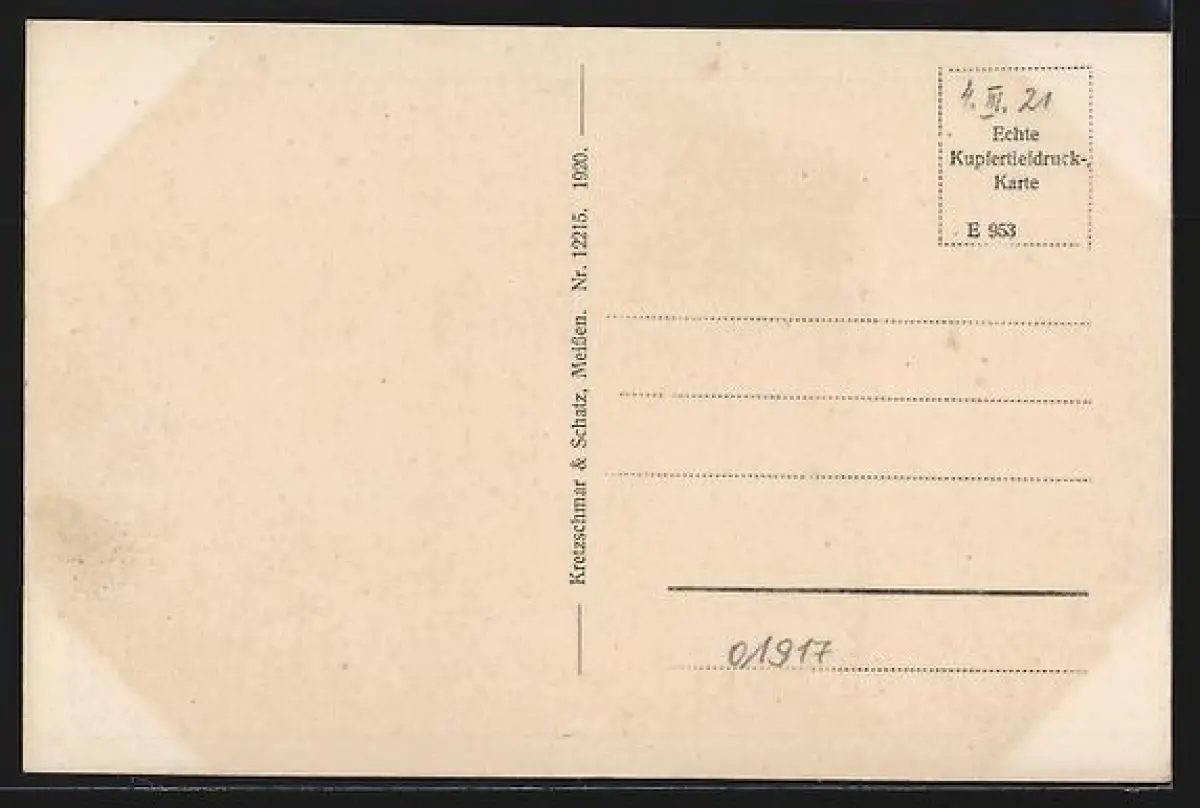 Kretzschmar & Schatz, Meißen. Nr. 12215. 1920.
4. III. 21
Echte
Kupfertiefdruck-
Karte
E 953
01917